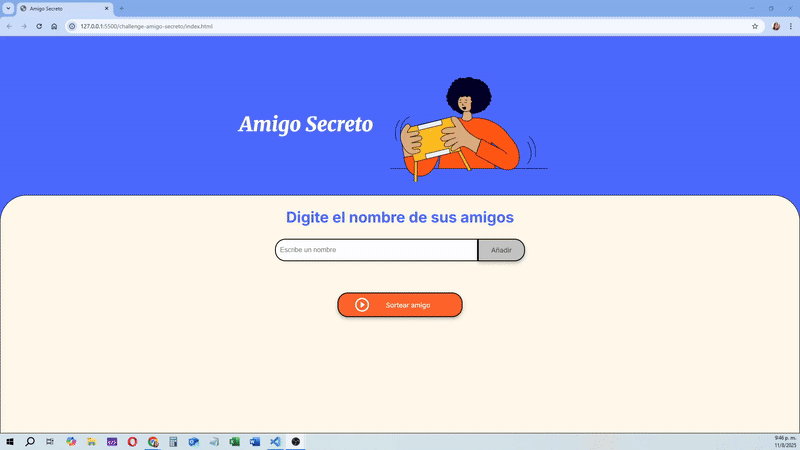 Amigo Secreto
127.0.0.1:5500/challenge-amigo-secreto/index.html
Amigo Secreto
Digite el nombre de sus amigos
Escribe un nombre
Añadir
Sortear amigo
9:46 p. m.
11/8/2025